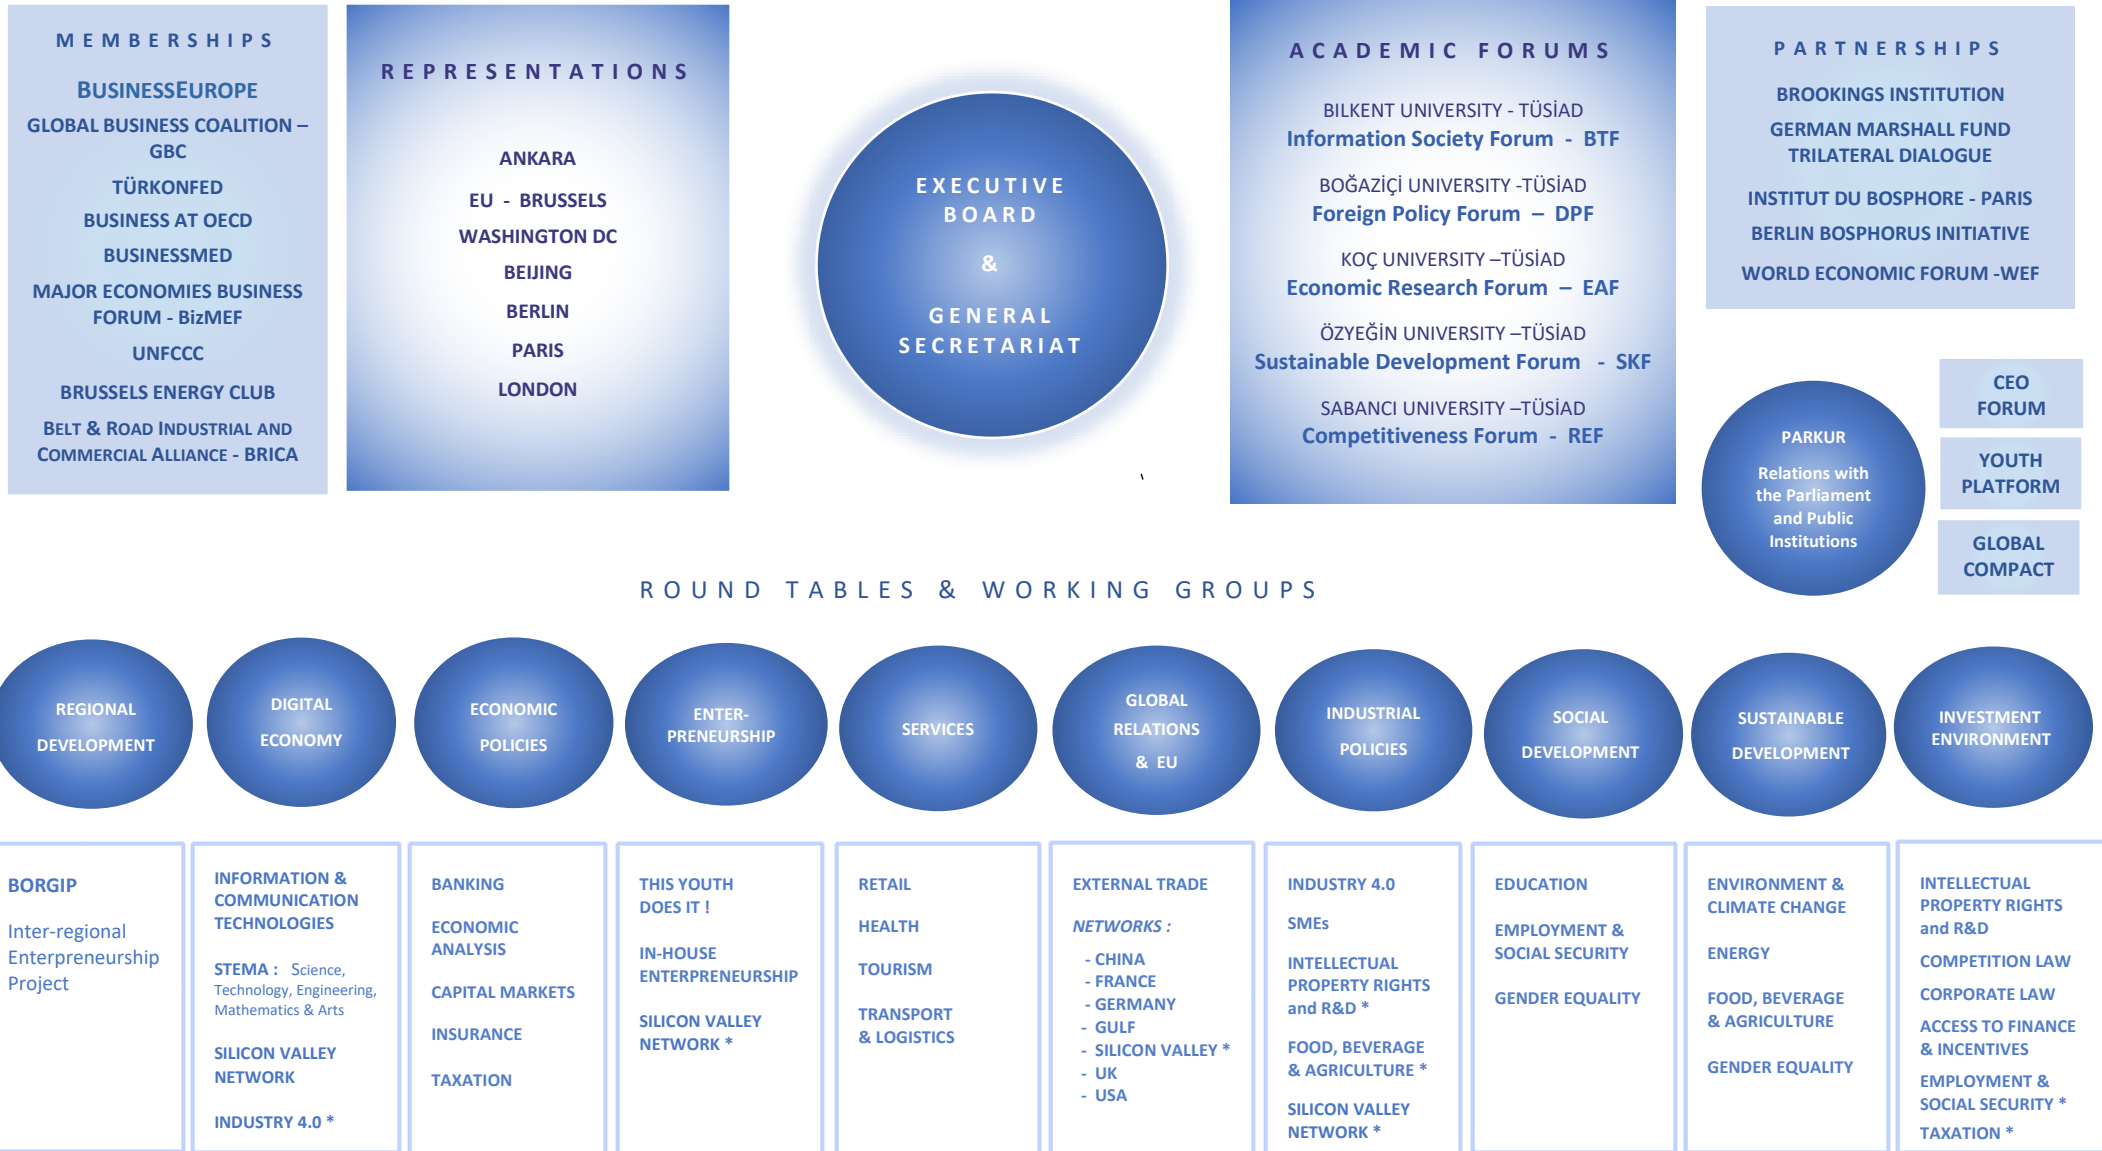 MEMBERSHIPS
BUSINESSEUROPE
GLOBAL BUSINESS COALITION –
GBC
TÜRKONFED
BUSINESS AT OECD
BUSINESSMED
MAJOR ECONOMIES BUSINESS
FORUM - BizMEF
UNFCCC
BRUSSELS ENERGY CLUB
BELT & ROAD INDUSTRIAL AND
COMMERCIAL ALLIANCE - BRICA
REPRESENTATIONS
ANKARA
EU - BRUSSELS
WASHINGTON DC
BEIJING
BERLIN
PARIS
LONDON
EXECUTIVE
BOARD
&
GENERAL
SECRETARIAT
ACADEMIC FORUMS
BILKENT UNIVERSITY - TÜSİAD
Information Society Forum - BTF
BOĞAZİÇİ UNIVERSITY -TÜSİAD
Foreign Policy Forum – DPF
KOÇ UNIVERSITY –TÜSİAD
Economic Research Forum – EAF
ÖZYEĞİN UNIVERSITY –TÜSİAD
Sustainable Development Forum - SKF
SABANCI UNIVERSITY –TÜSİAD
Competitiveness Forum - REF
PARTNERSHIPS
BROOKINGS INSTITUTION
GERMAN MARSHALL FUND
TRILATERAL DIALOGUE
INSTITUT DU BOSPHORE - PARIS
BERLIN BOSPHORUS INITIATIVE
WORLD ECONOMIC FORUM -WEF
PARKUR
Relations with
the Parliament
and Public
Institutions
CEO
FORUM
YOUTH
PLATFORM
GLOBAL
COMPACT
ROUND TABLES & WORKING GROUPS
REGIONAL
DEVELOPMENT
DIGITAL
ECONOMY
ECONOMIC
POLICIES
ENTER-
PRENEURSHIP
SERVICES
GLOBAL
RELATIONS
& EU
INDUSTRIAL
POLICIES
SOCIAL
DEVELOPMENT
SUSTAINABLE
DEVELOPMENT
INVESTMENT
ENVIRONMENT
BORGIP
Inter-regional
Enterpreneurship
Project
INFORMATION &
COMMUNICATION
TECHNOLOGIES
STEMA : Science,
Technology, Engineering,
Mathematics & Arts
SILICON VALLEY
NETWORK
INDUSTRY 4.0 *
BANKING
ECONOMIC
ANALYSIS
CAPITAL MARKETS
INSURANCE
TAXATION
THIS YOUTH
DOES IT !
IN-HOUSE
ENTERPRENEURSHIP
SILICON VALLEY
NETWORK *
RETAIL
HEALTH
TOURISM
TRANSPORT
& LOGISTICS
EXTERNAL TRADE
NETWORKS :
- CHINA
- FRANCE
- GERMANY
- GULF
- SILICON VALLEY *
- UK
- USA
INDUSTRY 4.0
SMEs
INTELLECTUAL
PROPERTY RIGHTS
and R&D *
FOOD, BEVERAGE
& AGRICULTURE *
SILICON VALLEY
NETWORK *
EDUCATION
EMPLOYMENT &
SOCIAL SECURITY
GENDER EQUALITY
ENVIRONMENT &
CLIMATE CHANGE
ENERGY
FOOD, BEVERAGE
& AGRICULTURE
GENDER EQUALITY
INTELLECTUAL
PROPERTY RIGHTS
and R&D
COMPETITION LAW
CORPORATE LAW
ACCESS TO FINANCE
& INCENTIVES
EMPLOYMENT &
SOCIAL SECURITY *
TAXATION *